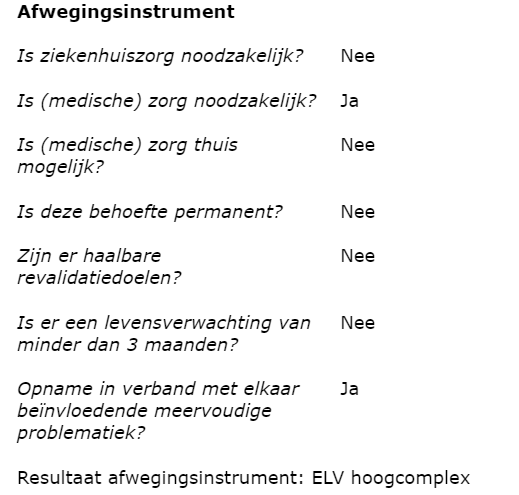 Afwegingsinstrument
Is ziekenhuiszorg noodzakelijk? Nee
Is (medische) zorg noodzakelijk? Ja
Is (medische) zorg thuis Nee
mogelijk?
Is deze behoefte permanent? Nee
Zijn er haalbare Nee
revalidatiedoelen?
Is er een levensverwachting van Nee
minder dan 3 maanden?
Opname in verband met elkaar Ja
beïnvloedende meervoudige
problematiek?
Resultaat afwegingsinstrument: ELV hoogcomplex